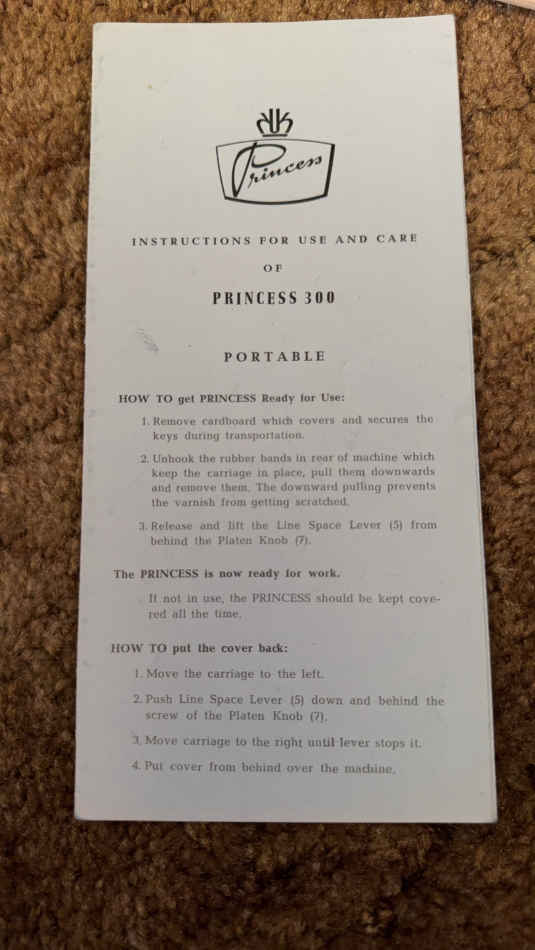 Princess
INSTRUCTIONS FOR USE AND CARE
OF
PRINCESS 300
PORTABLE
HOW TO get PRINCESS Ready for Use:
1. Remove cardboard which covers and secures the
keys during transportation.
2. Unhook the rubber bands in rear of machine which
keep the carriage in place, pull them downwards
and remove them. The downward pulling prevents
the varnish from getting scratched.
3. Release and lift the Line Space Lever (5) from
behind the Platen Knob (7).
The PRINCESS is now ready for work.
If not in use, the PRINCESS should be kept cove-
red all the time.
HOW TO put the cover back:
1. Move the carriage to the left.
2. Push Line Space Lever (5) down and behind the
screw of the Platen Knob (7).
3. Move carriage to the right until lever stops it.
4. Put cover from behind over the machine.